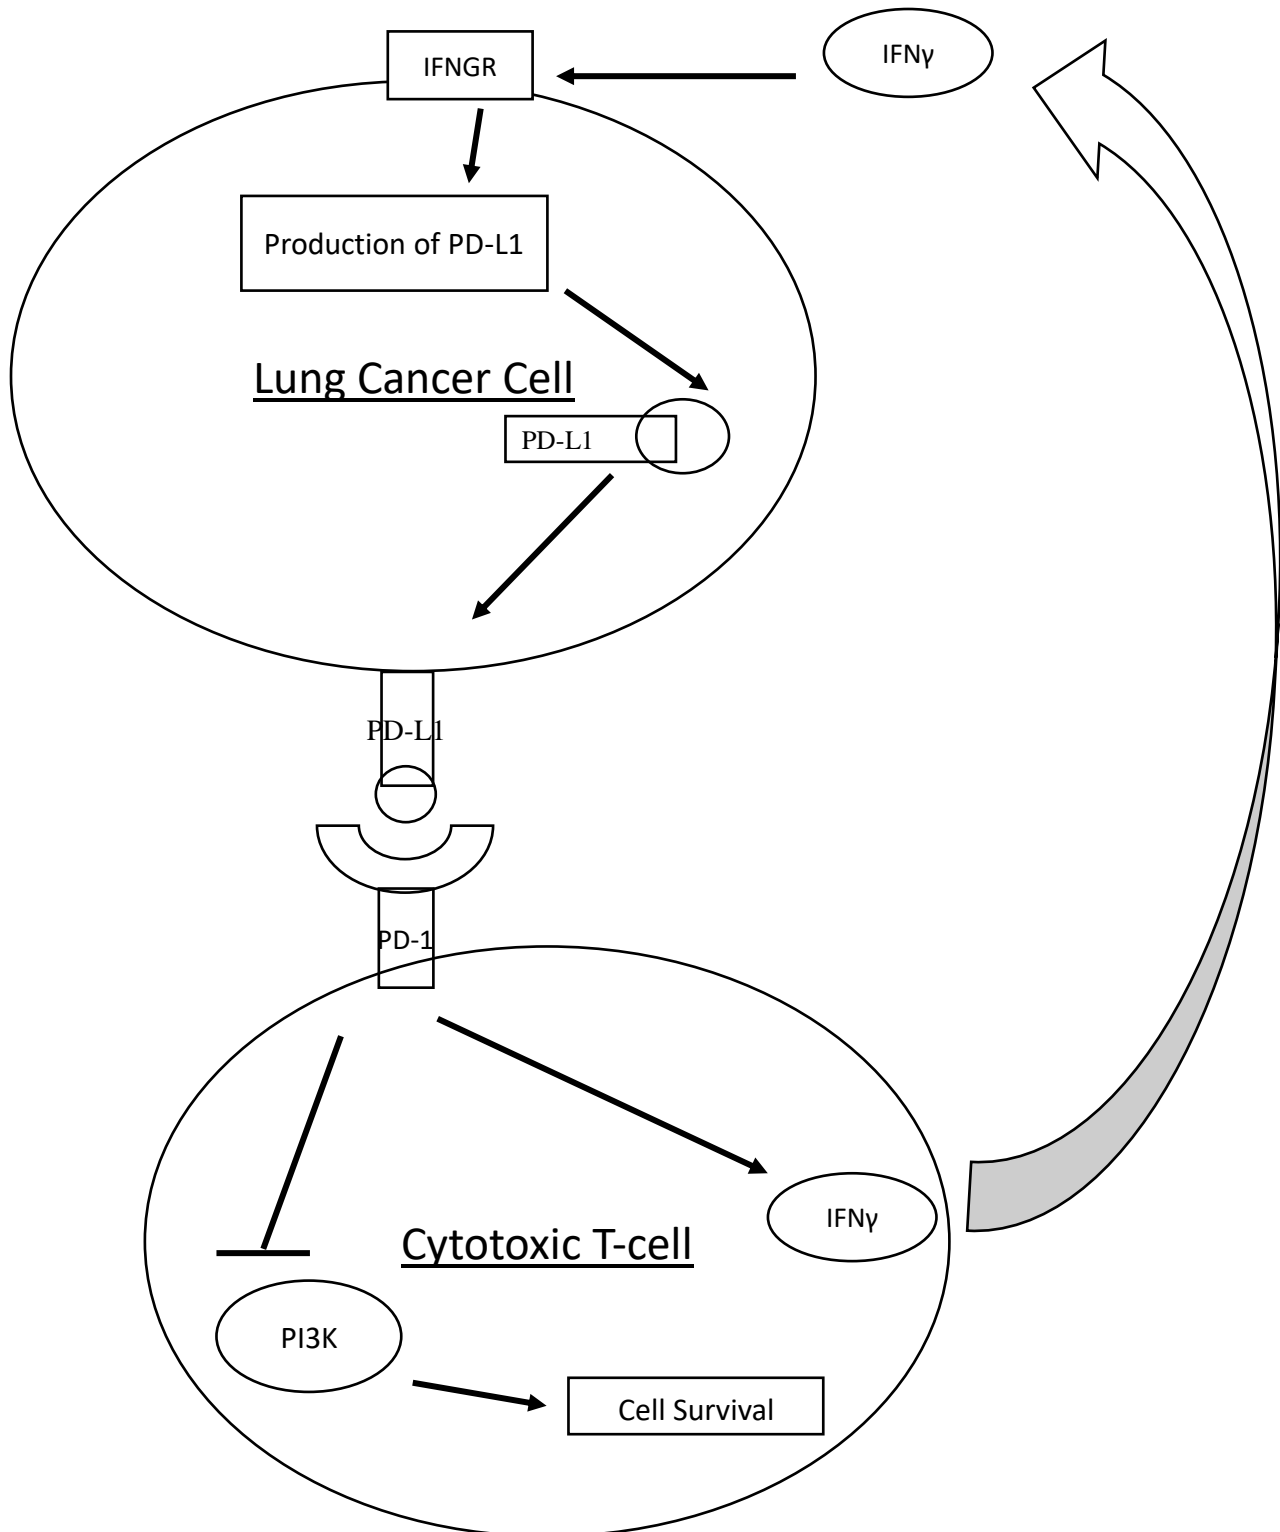 IFNGR
IFNγ
Production of PD-L1
Lung Cancer Cell
PD-L1
PD-L1
PD-1
IFNγ
Cytotoxic T-cell
PI3K
Cell Survival